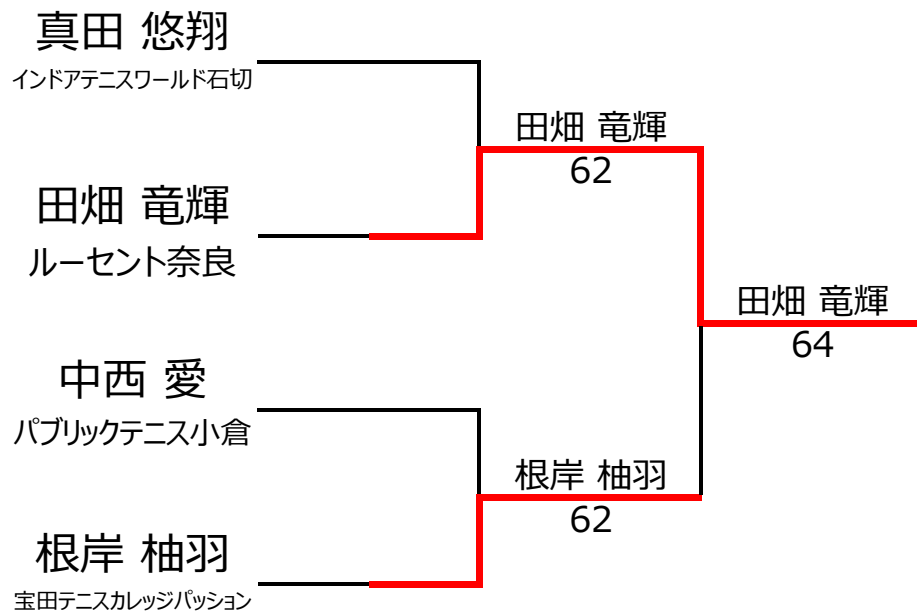 真田 悠翔
インドアテニスワールド石切
田畑 竜輝
62
田畑 竜輝
ルーセント奈良
田畑 竜輝
64
中西 愛
パブリックテニス小倉
根岸 柚羽
62
根岸 柚羽
宝田テニスカレッジパッション